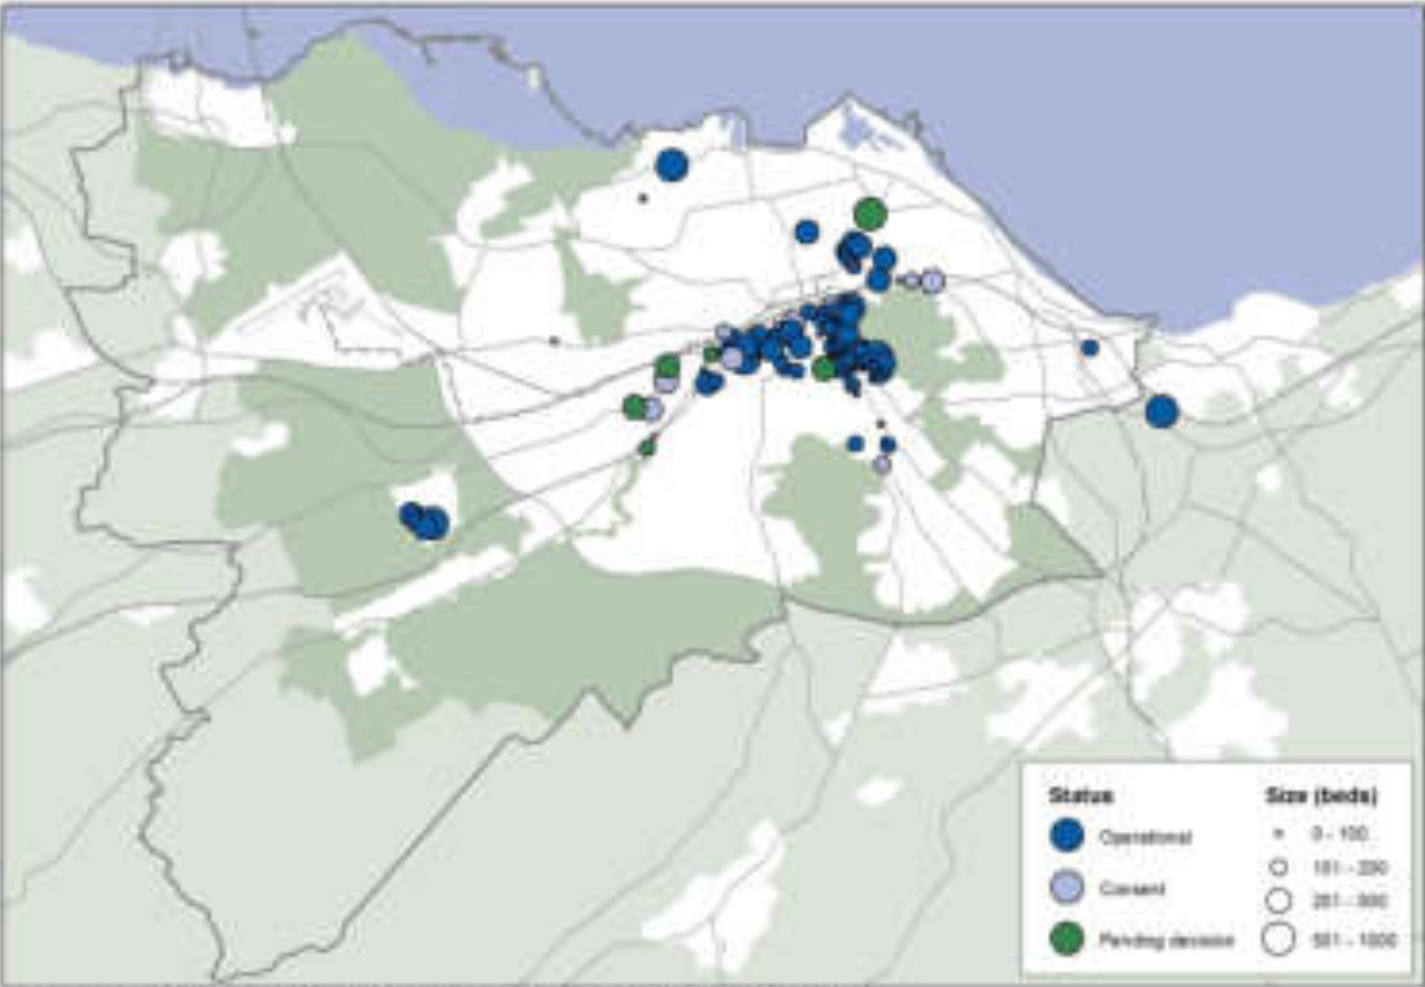 Status
Operational
Consent
Pending decision
Size (beds)
0 - 100
101 - 200
201 - 500
501 - 1000